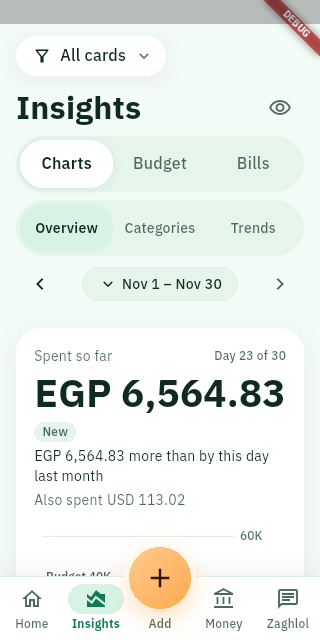 DEBUG
All cards
Insights
Charts Budget Bills
Overview Categories Trends
Nov 1 – Nov 30
Spent so far Day 23 of 30
EGP 6,564.83
New
EGP 6,564.83 more than by this day
last month
Also spent USD 113.02
60K
Budget 40K
Home Insights Add Money Zaghlol